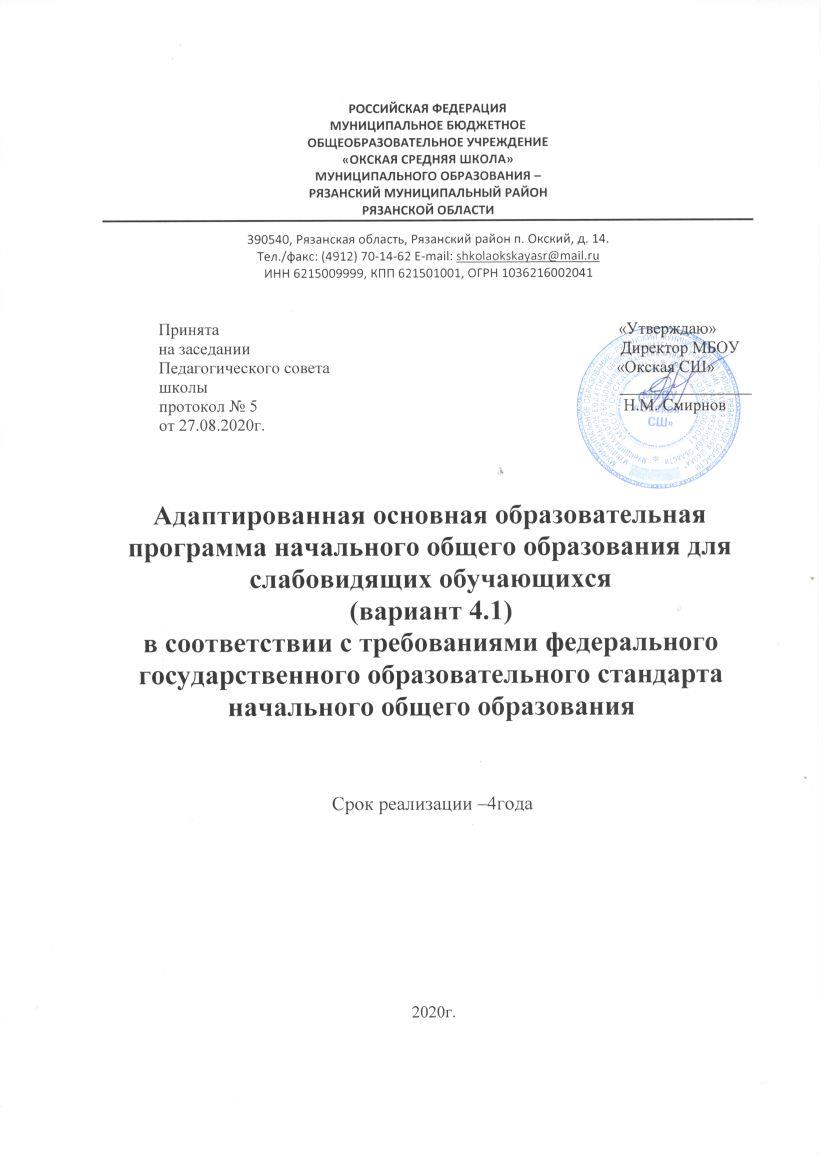 РОССИЙСКАЯ ФЕДЕРАЦИЯ
МУНИЦИПАЛЬНОЕ БЮДЖЕТНОЕ
ОБЩЕОБРАЗОВАТЕЛЬНОЕ УЧРЕЖДЕНИЕ
«ОКСКАЯ СРЕДНЯЯ ШКОЛА»
МУНИЦИПАЛЬНОГО ОБРАЗОВАНИЯ –
РЯЗАНСКИЙ МУНИЦИПАЛЬНЫЙ РАЙОН
РЯЗАНСКОЙ ОБЛАСТИ
390540, Рязанская область, Рязанский район п. Окский, д. 14.
Тел./факс: (4912) 70-14-62 E-mail: shkolaokskayasr@mail.ru
ИНН 6215009999, КПП 621501001, ОГРН 1036216002041
Принята
на заседании
Педагогического совета
школы
протокол № 5
от 27.08.2020г.
«Утверждаю»
Директор МБОУ
«Окская СШ»
Н.М. Смирнов
СШ»
Адаптированная основная образовательная
программа начального общего образования для
слабовидящих обучающихся
(вариант 4.1)
в соответствии с требованиями федерального
государственного образовательного стандарта
начального общего образования
Срок реализации –4года
2020г.